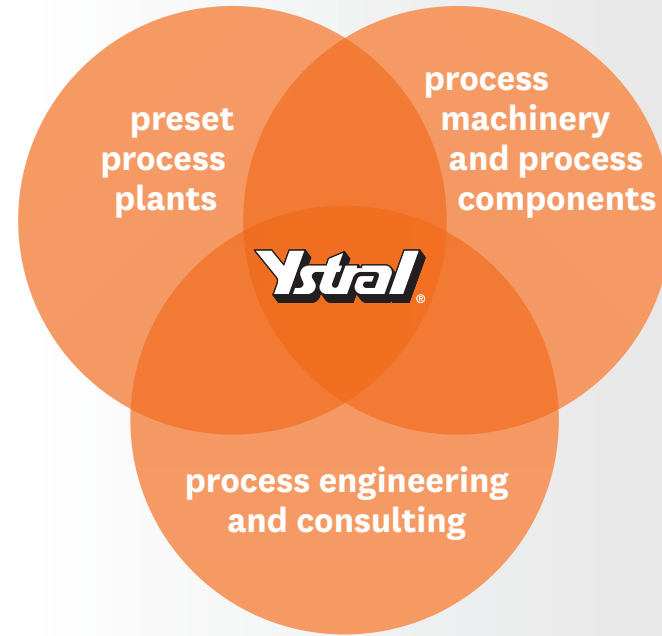 preset
process
plants
process
machinery
and process
components
Ystral®
process engineering
and consulting